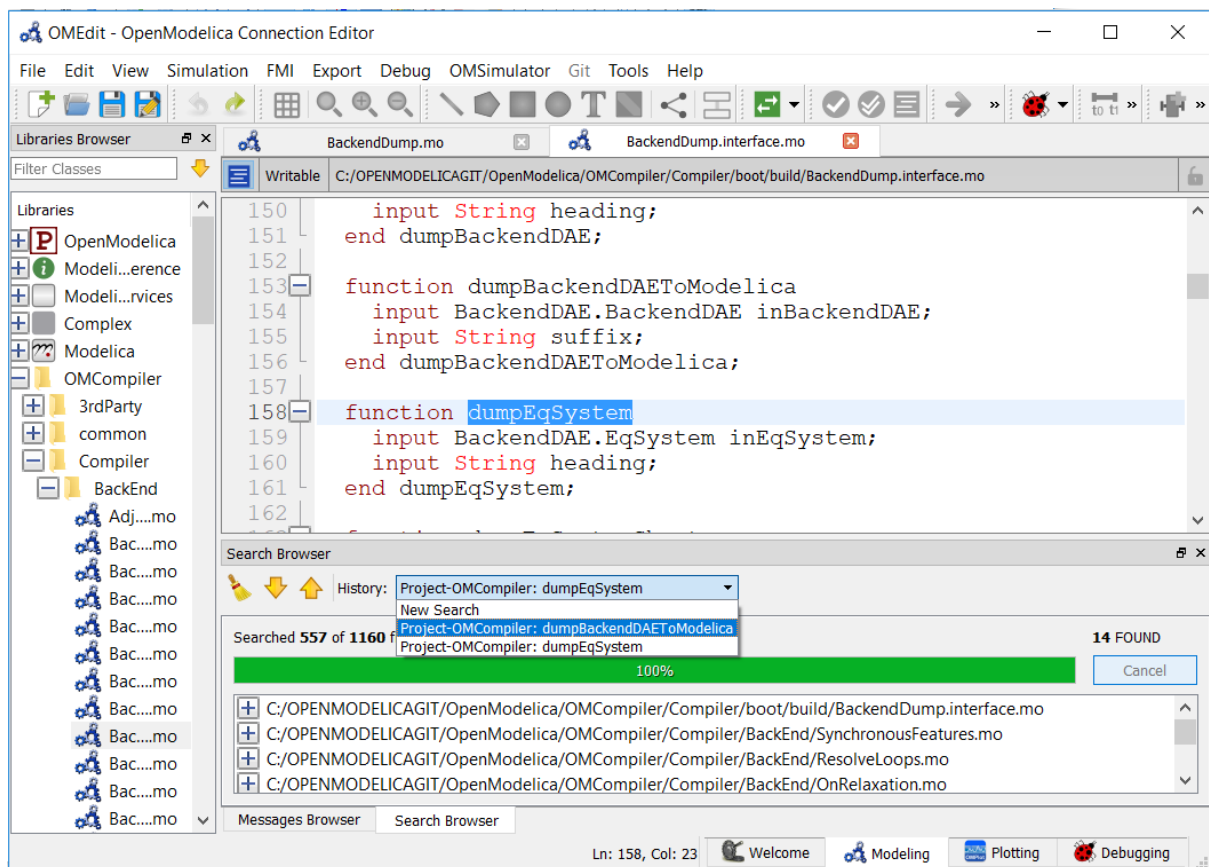 OMEdit - OpenModelica Connection Editor
File Edit View Simulation FMI Export Debug OMSimulator Git Tools Help
T
to ti
»
»
»
Libraries Browser
BackendDump.mo
BackendDump.interface.mo
Filter Classes
Writable
C:/OPENMODELICAGIT/OpenModelica/OMCompiler/Compiler/boot/build/BackendDump.interface.mo
Libraries
P OpenModelica
i Modeli...erence
Modeli...rvices
Complex
Modelica
OMCompiler
3rdParty
common
Compiler
BackEnd
Adj....mo
Bac....mo
Bac....mo
Bac....mo
Bac....mo
Bac....mo
Bac....mo
Bac....mo
Bac....mo
Bac....mo
Bac....mo
Bac....mo
150 input String heading;
151 end dumpBackendDAE;
152
153 function dumpBackendDAEToModelica
154 input BackendDAE.BackendDAE inBackendDAE;
155 input String suffix;
156 end dumpBackendDAEToModelica;
157
158 function dumpEqSystem
159 input BackendDAE.EqSystem inEqSystem;
160 input String heading;
161 end dumpEqSystem;
162
Search Browser
History: Project-OMCompiler: dumpEqSystem
New Search
Project-OMCompiler: dumpBackendDAEToModelica
Project-OMCompiler: dumpEqSystem
Searched 557 of 1160 f
14 FOUND
100%
Cancel
C:/OPENMODELICAGIT/OpenModelica/OMCompiler/Compiler/boot/build/BackendDump.interface.mo
C:/OPENMODELICAGIT/OpenModelica/OMCompiler/Compiler/BackEnd/SynchronousFeatures.mo
C:/OPENMODELICAGIT/OpenModelica/OMCompiler/Compiler/BackEnd/ResolveLoops.mo
C:/OPENMODELICAGIT/OpenModelica/OMCompiler/Compiler/BackEnd/OnRelaxation.mo
Messages Browser
Search Browser
Ln: 158, Col: 23
Welcome
Modeling
Plotting
Debugging